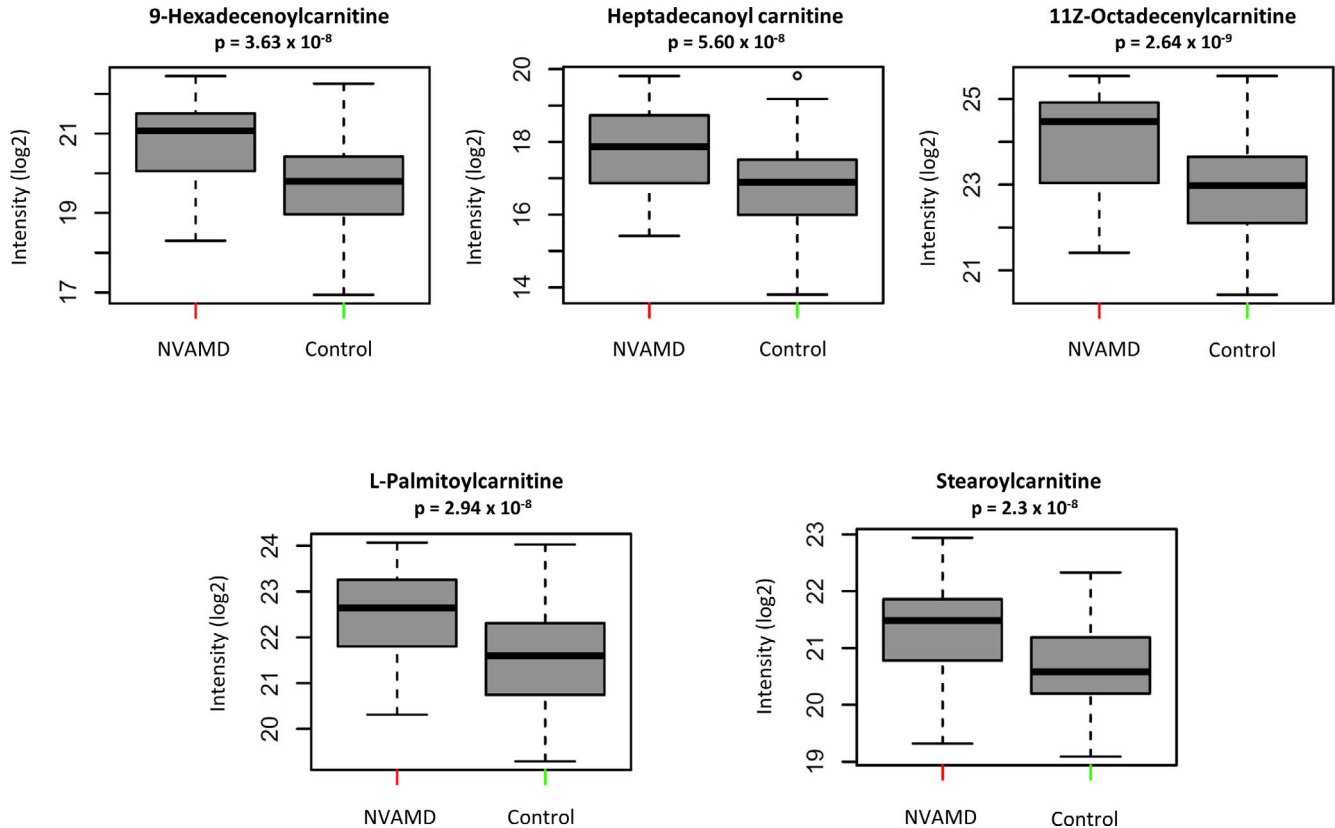 9-Hexadecenoylcarnitine
p = 3.63 x 10-8
Intensity (log2)
21
19
17
NVAMD
Control
Heptadecanoyl carnitine
p = 5.60 x 10-8
Intensity (log2)
20
18
16
14
NVAMD
Control
11Z-Octadecenylcarnitine
p = 2.64 x 10-9
Intensity (log2)
25
23
21
NVAMD
Control
L-Palmitoylcarnitine
p = 2.94 x 10-8
Intensity (log2)
24
23
22
21
20
NVAMD
Control
Stearoylcarnitine
p = 2.3 x 10-8
Intensity (log2)
23
22
21
20
19
NVAMD
Control